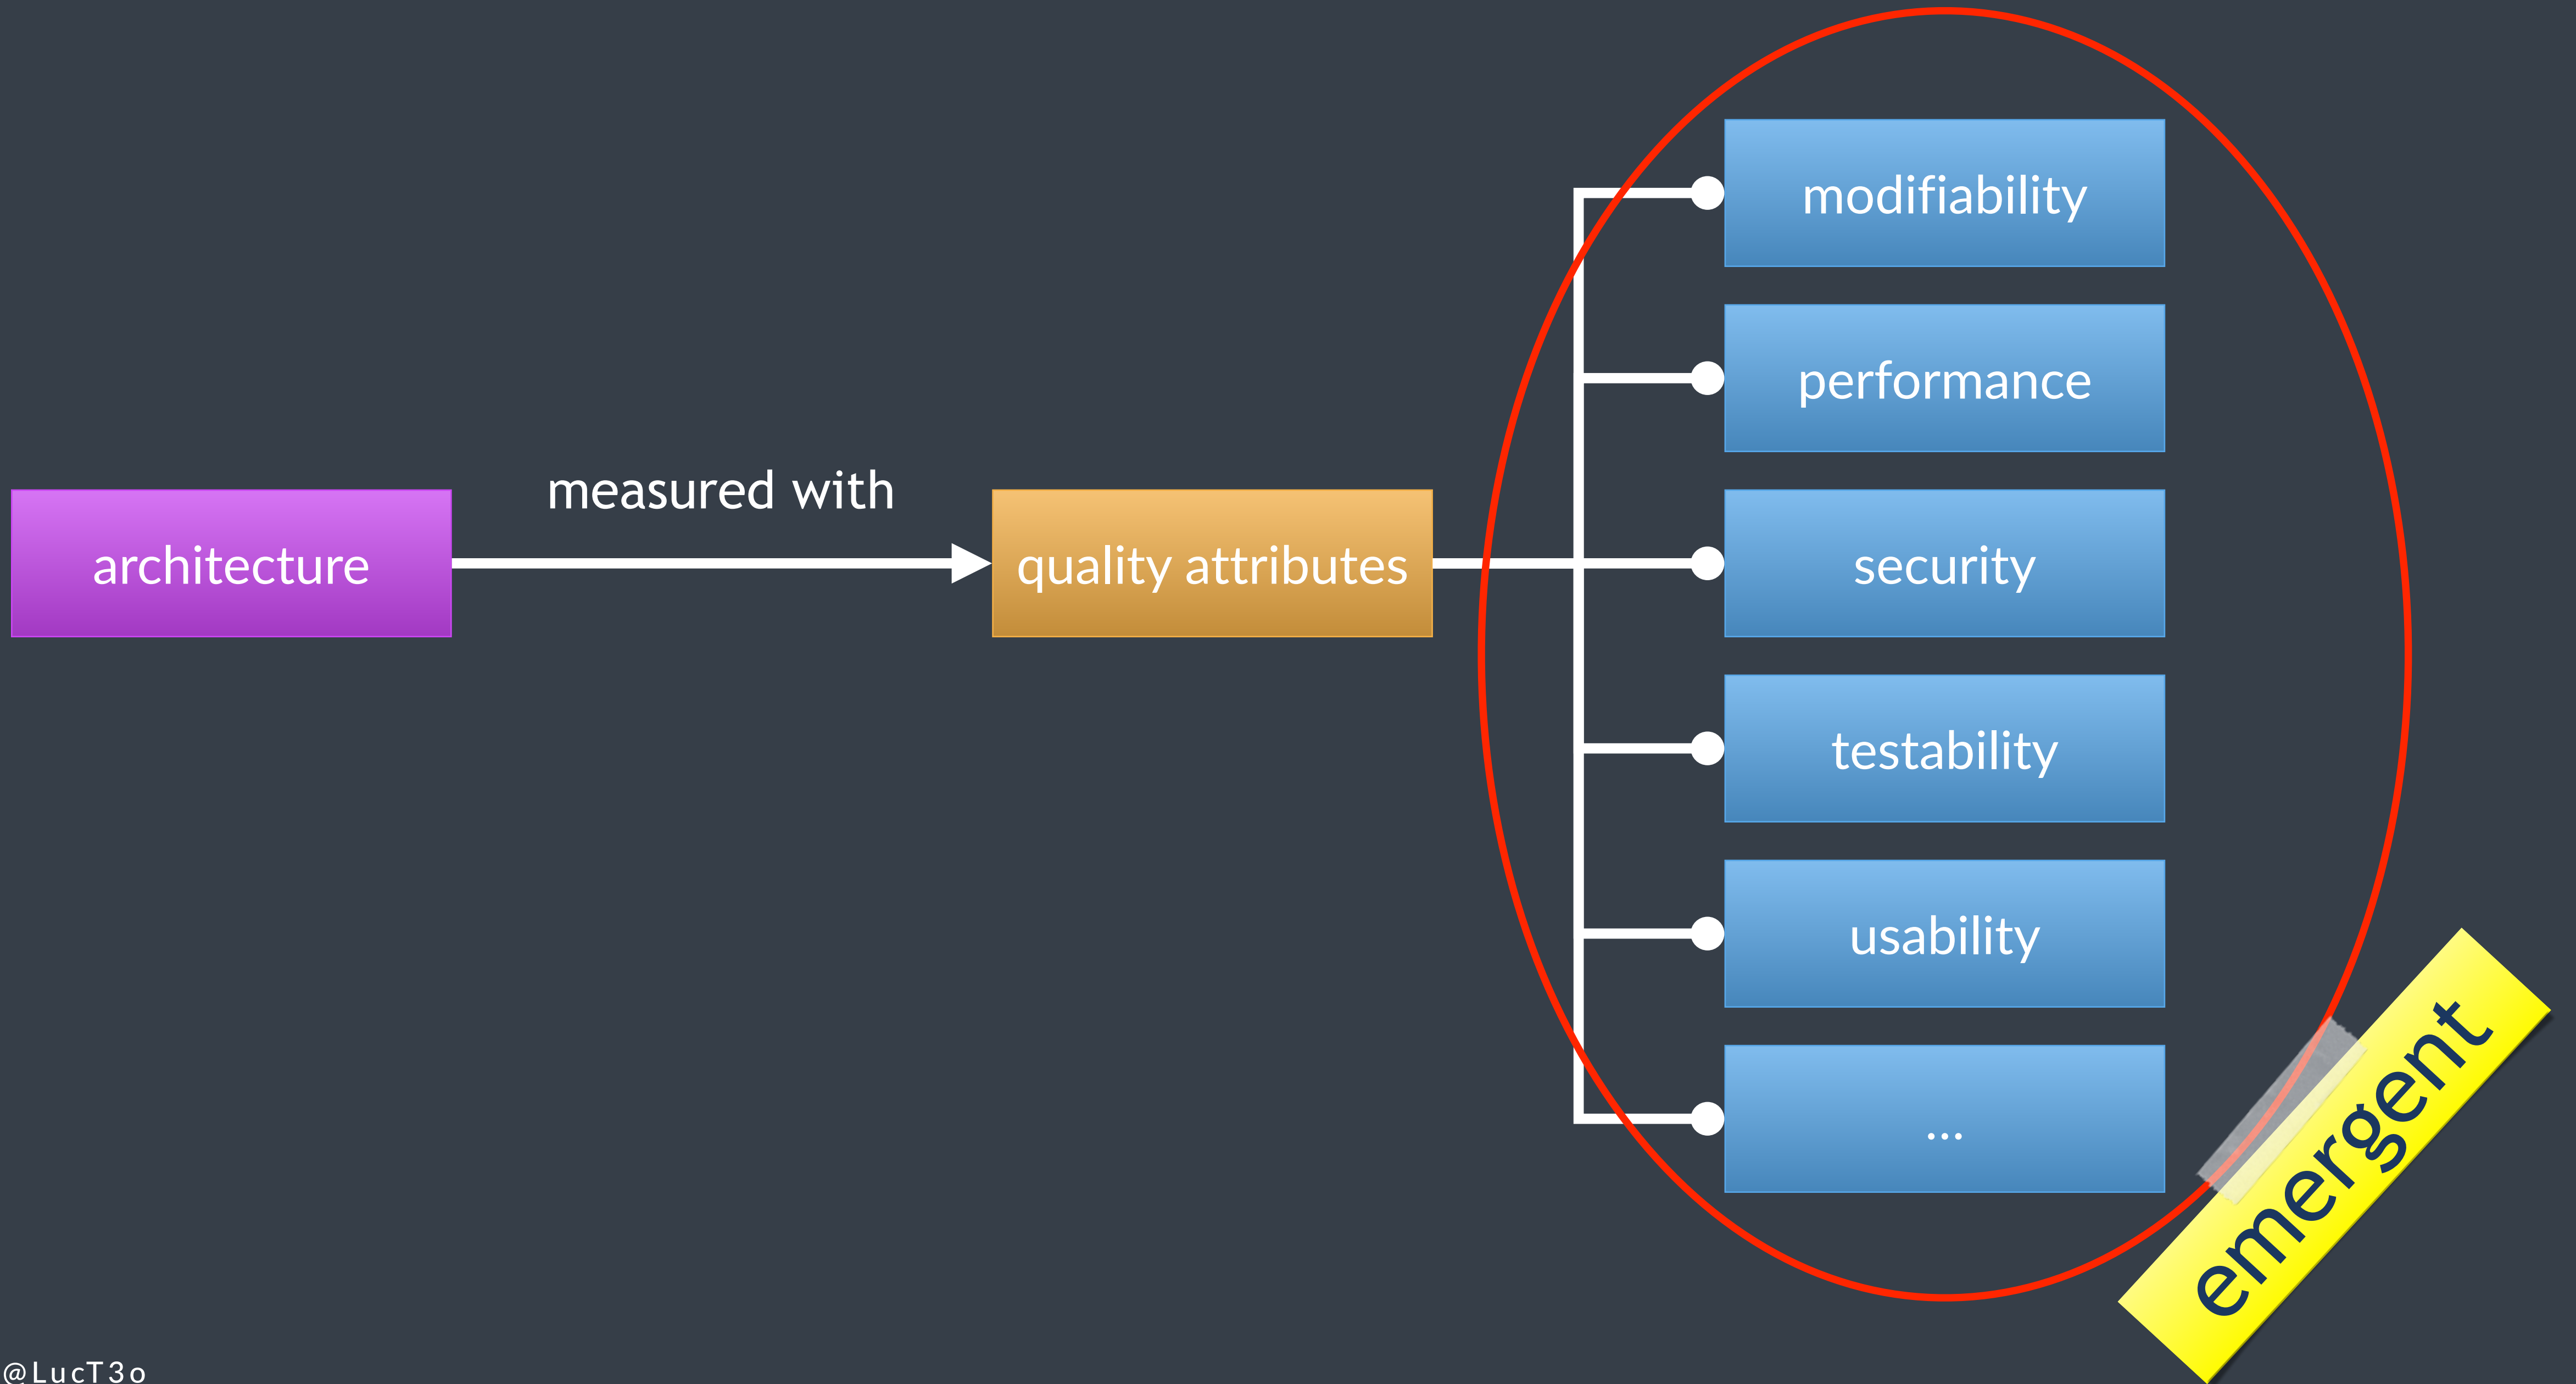 architecture
measured with
quality attributes
modifiability
performance
security
testability
usability
...
emergent
@LucT3o